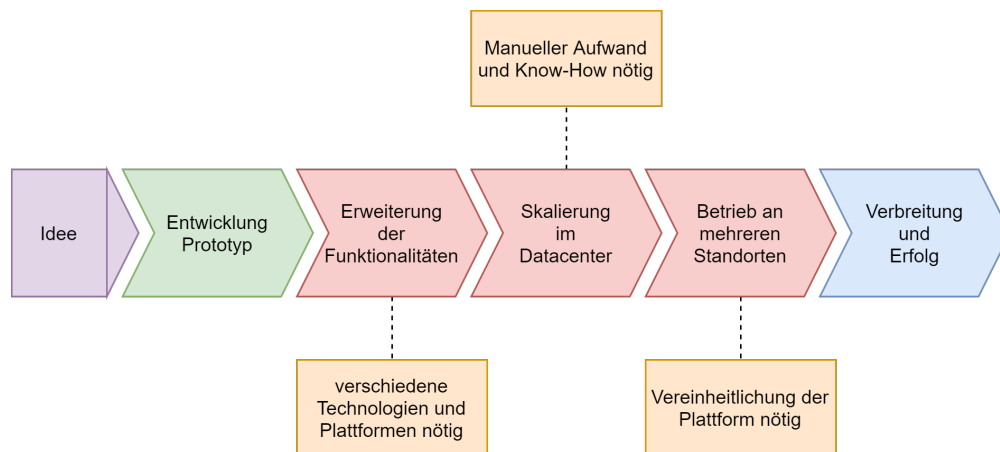 Manueller Aufwand
und Know-How nötig
Idee
Entwicklung
Prototyp
Erweiterung
der
Funktionalitäten
Skalierung
im
Datacenter
Betrieb an
mehreren
Standorten
Verbreitung
und
Erfolg
verschiedene
Technologien und
Plattformen nötig
Vereinheitlichung der
Plattform nötig